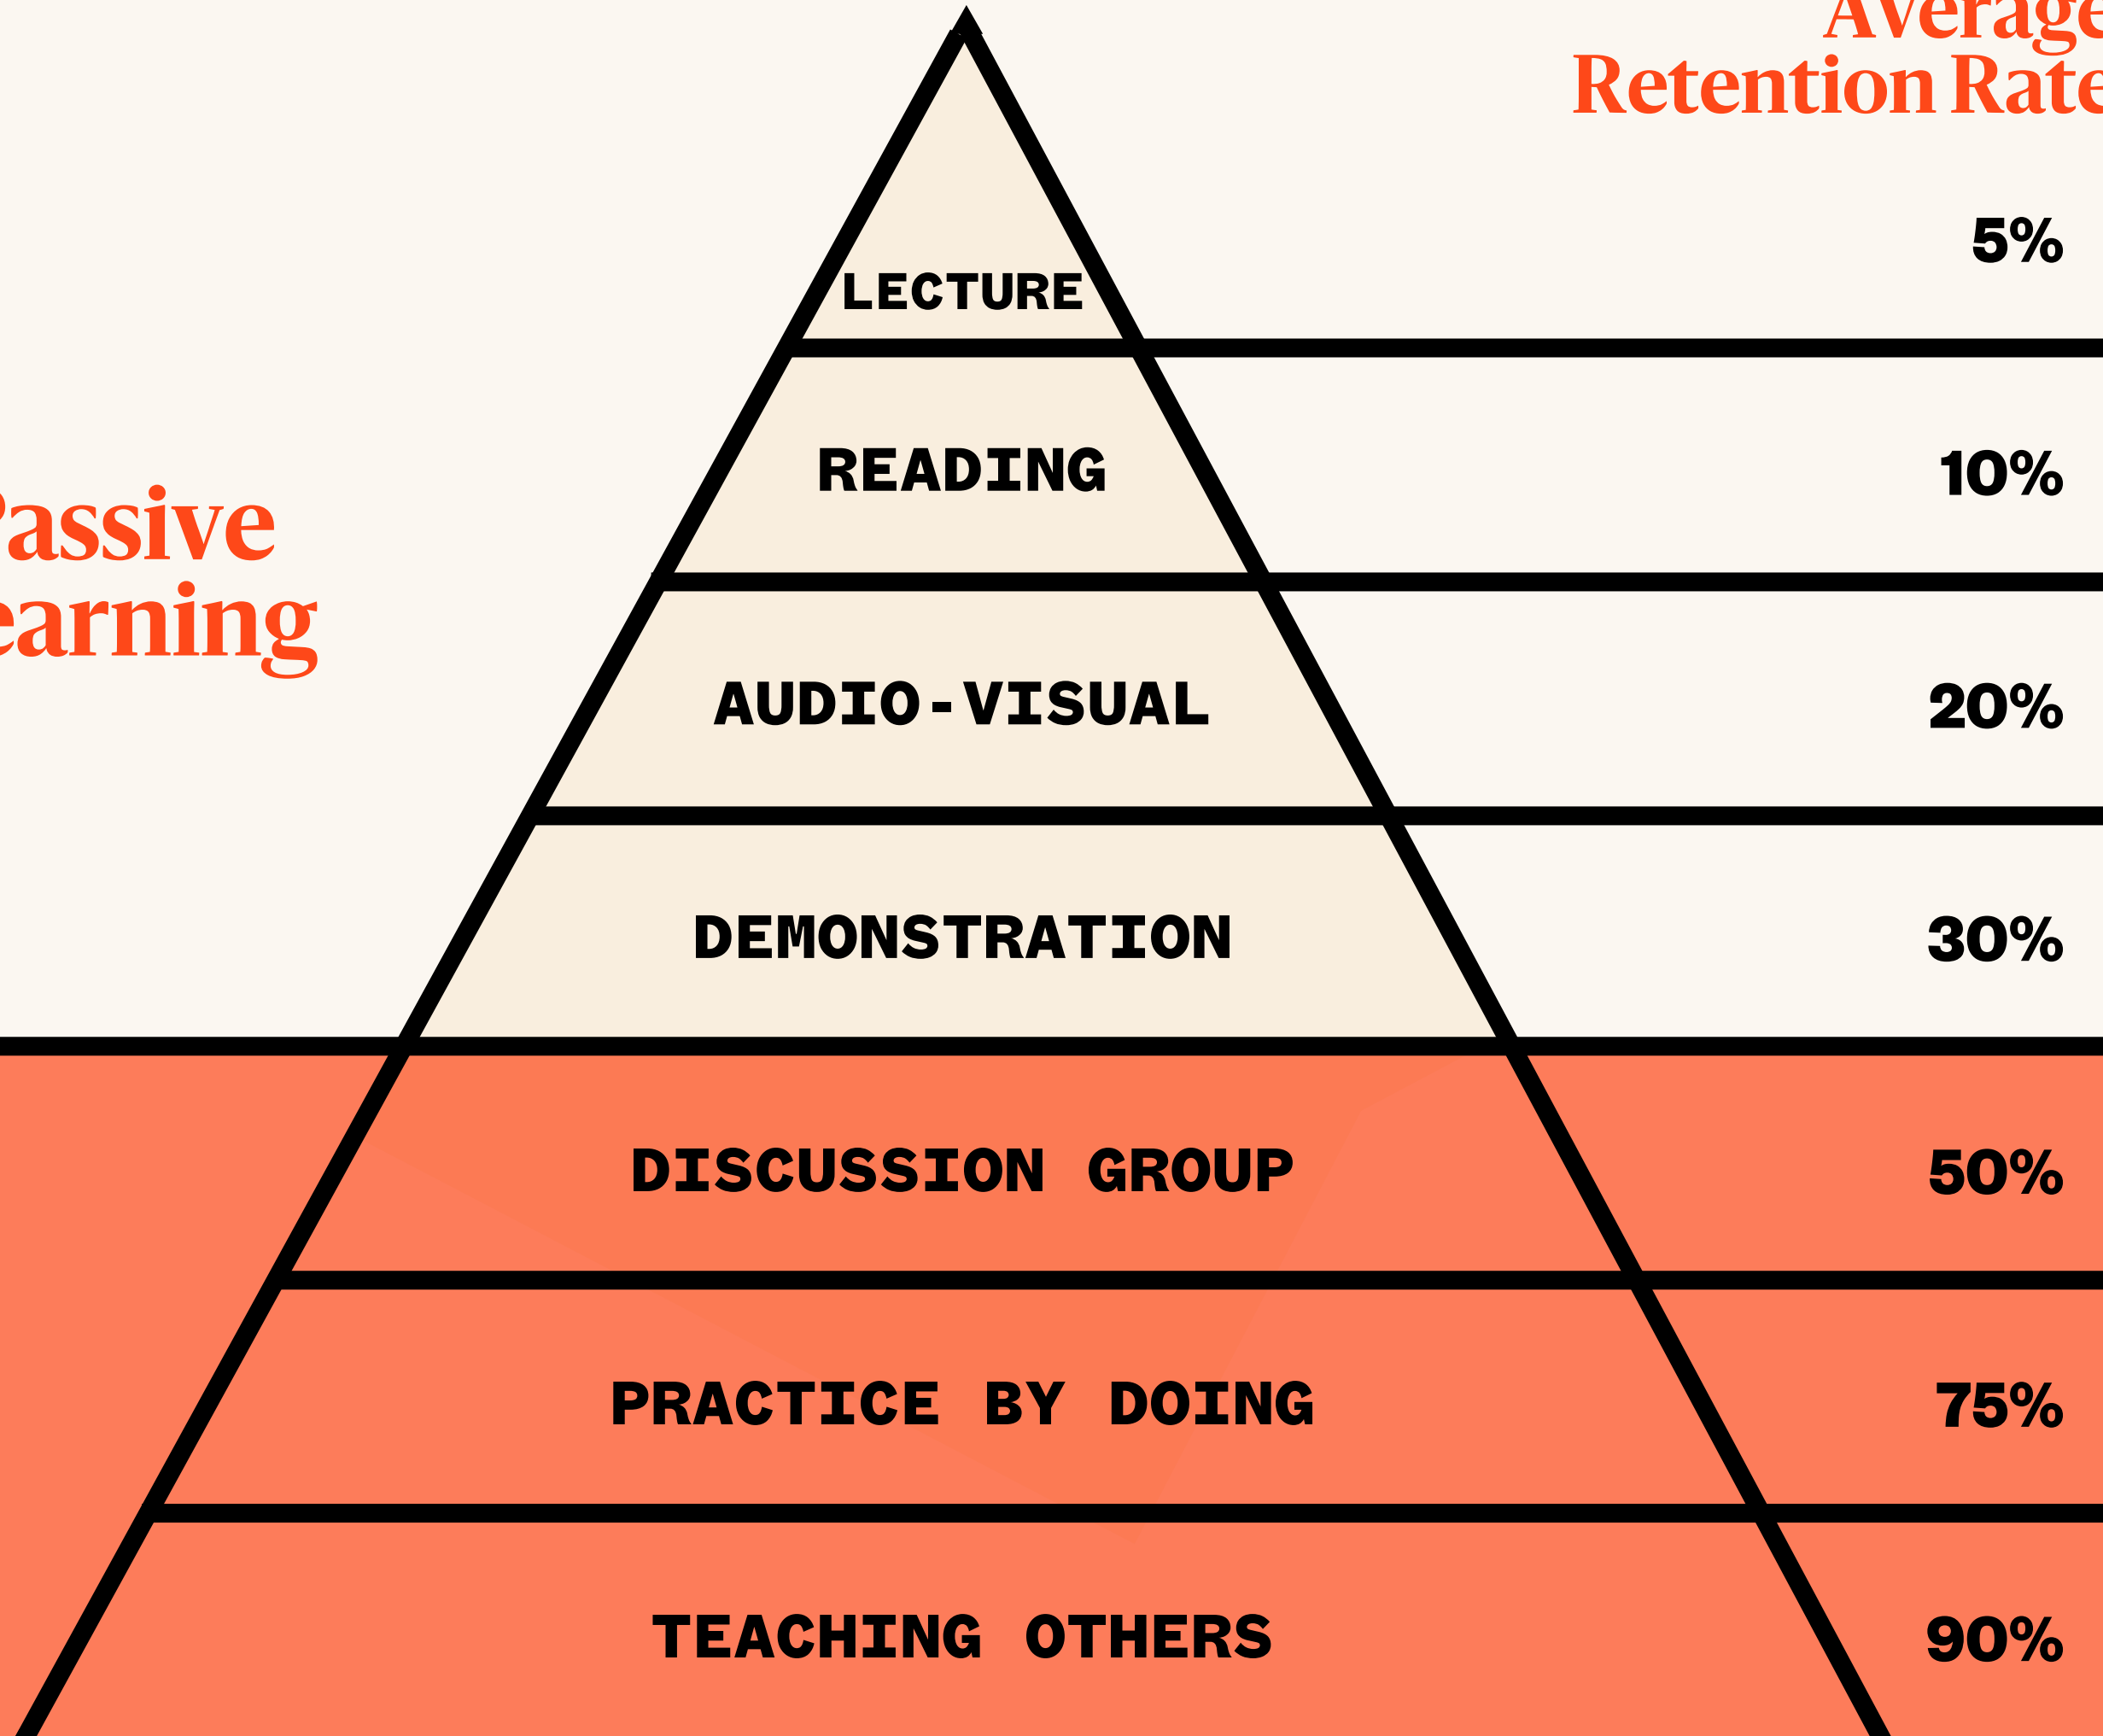 Average
Retention Rate
LECTURE
5%
READING
10%
assive
earning
AUDIO-VISUAL
20%
DEMONSTRATION
30%
DISCUSSION GROUP
50%
PRACTICE BY DOING
75%
TEACHING OTHERS
90%